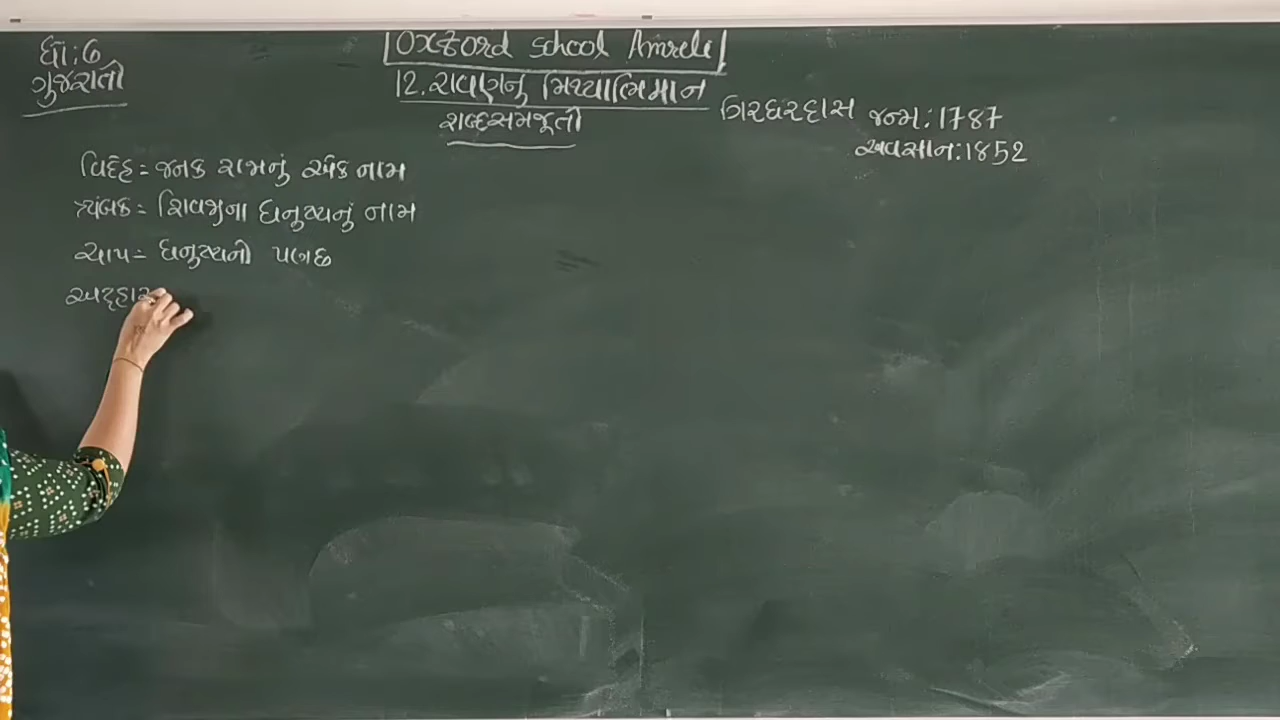 ધો:૭
ગુજરાતી
Oxford School Amreli
12. રાવણનું મિથ્યાભિમાન
શબ્દસમજૂતી
ગિરધરદાસ જન્મ:1787
અવસાન:1852
વિદેહ = જનક રાજાનું એક નામ
ત્ર્યંબક = શિવજીના ધનુષ્યનું નામ
ચાપ = ધનુષ્યની પણછ